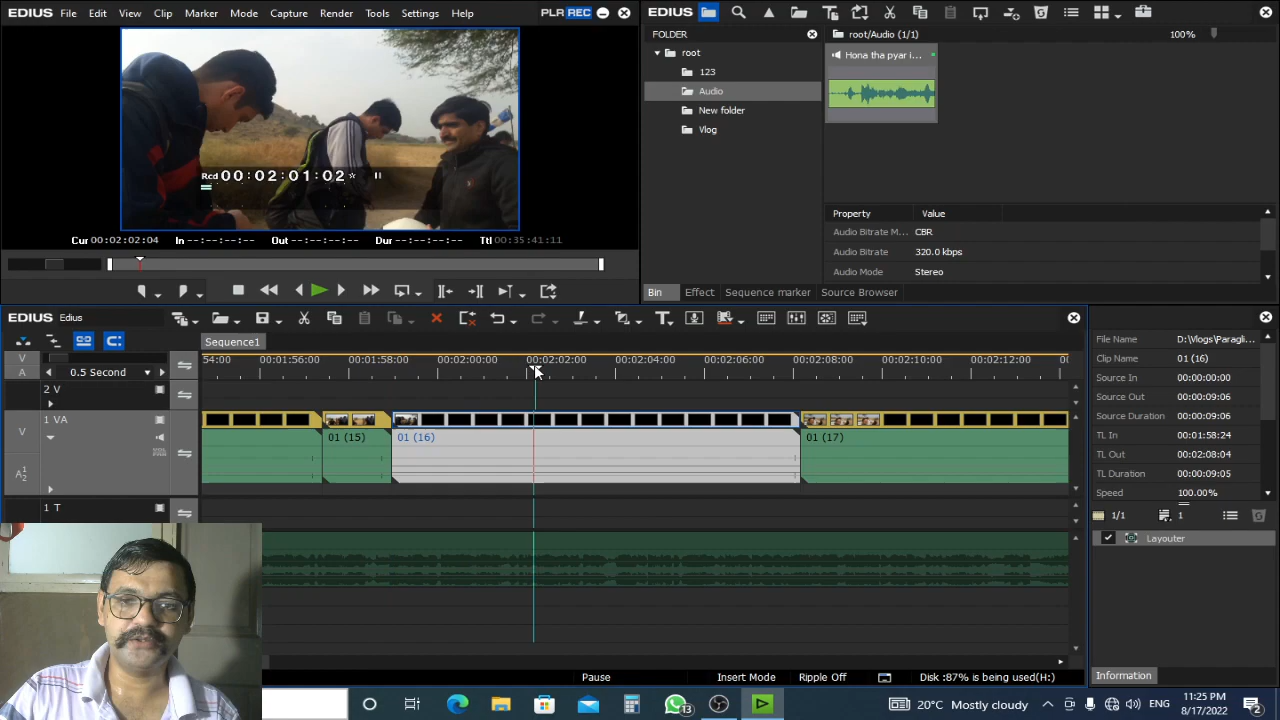 EDIUS File Edit View Clip Marker Mode Capture Render Tools Settings Help PLR REC
Rcd 00:02:01:02
Cur 00:02:02:04 In --:--:--:-- Out --:--:--:-- Dur --:--:--:-- Ttl 00:35:41:11
EDIUS
FOLDER
root/Audio (1/1) 100%
root
123
Audio
New folder
Vlog
Hona tha pyar i...
Property Value
Audio Bitrate M... CBR
Audio Bitrate 320.0 kbps
Audio Mode Stereo
Bin Effect Sequence marker Source Browser
EDIUS Edius
Sequence1
V
A
0.5 Second
54:00 00:01:56:00 00:01:58:00 00:02:00:00 00:02:02:00 00:02:04:00 00:02:06:00 00:02:08:00 00:02:10:00 00:02:12:00
2 V
1 VA
V
01 (15) 01 (16) 01 (17)
A1 2
1 T
File Name D:\Vlogs\Paragli...
Clip Name 01 (16)
Source In 00:00:00:00
Source Out 00:00:09:06
Source Duration 00:00:09:06
TL In 00:01:58:24
TL Out 00:02:08:04
TL Duration 00:00:09:05
Speed 100.00%
1/1 1
Layouter
Information
Pause Insert Mode Ripple Off Disk :87% is being used(H:)
13
20°C Mostly cloudy ENG
11:25 PM
8/17/2022
2